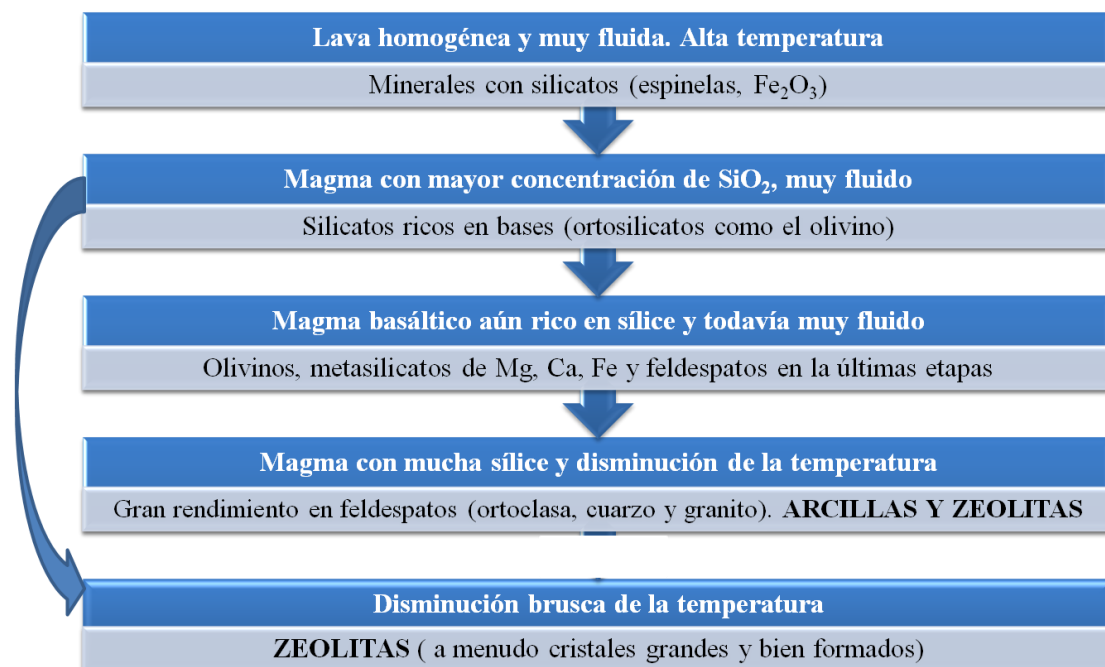 Lava homogénea y muy fluida. Alta temperatura
Minerales con silicatos (espinelas, Fe₂O₃)
Magma con mayor concentración de SiO₂, muy fluido
Silicatos ricos en bases (ortosilicatos como el olivino)
Magma basáltico aún rico en sílice y todavía muy fluido
Olivinos, metasilicatos de Mg, Ca, Fe y feldespatos en la últimas etapas
Magma con mucha sílice y disminución de la temperatura
Gran rendimiento en feldespatos (ortoclasa, cuarzo y granito). ARCILLAS Y ZEOLITAS
Disminución brusca de la temperatura
ZEOLITAS ( a menudo cristales grandes y bien formados)